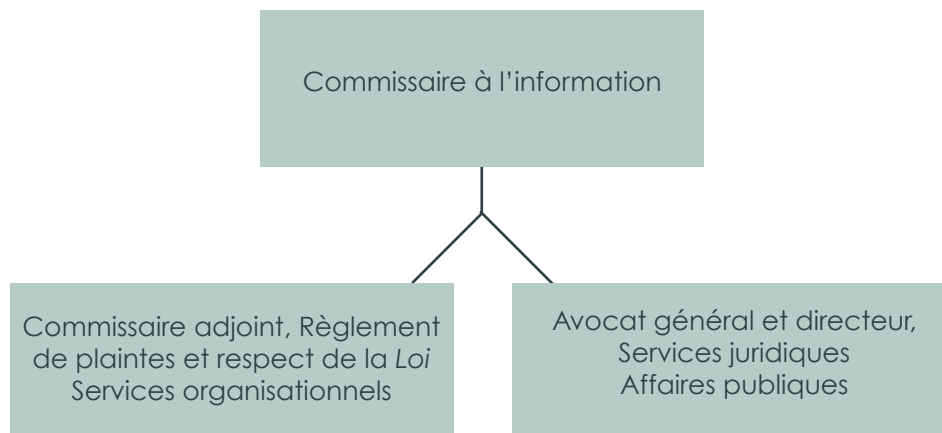 Commissaire à l’information
Commissaire adjoint, Règlement
de plaintes et respect de la Loi
Services organisationnels
Avocat général et directeur,
Services juridiques
Affaires publiques